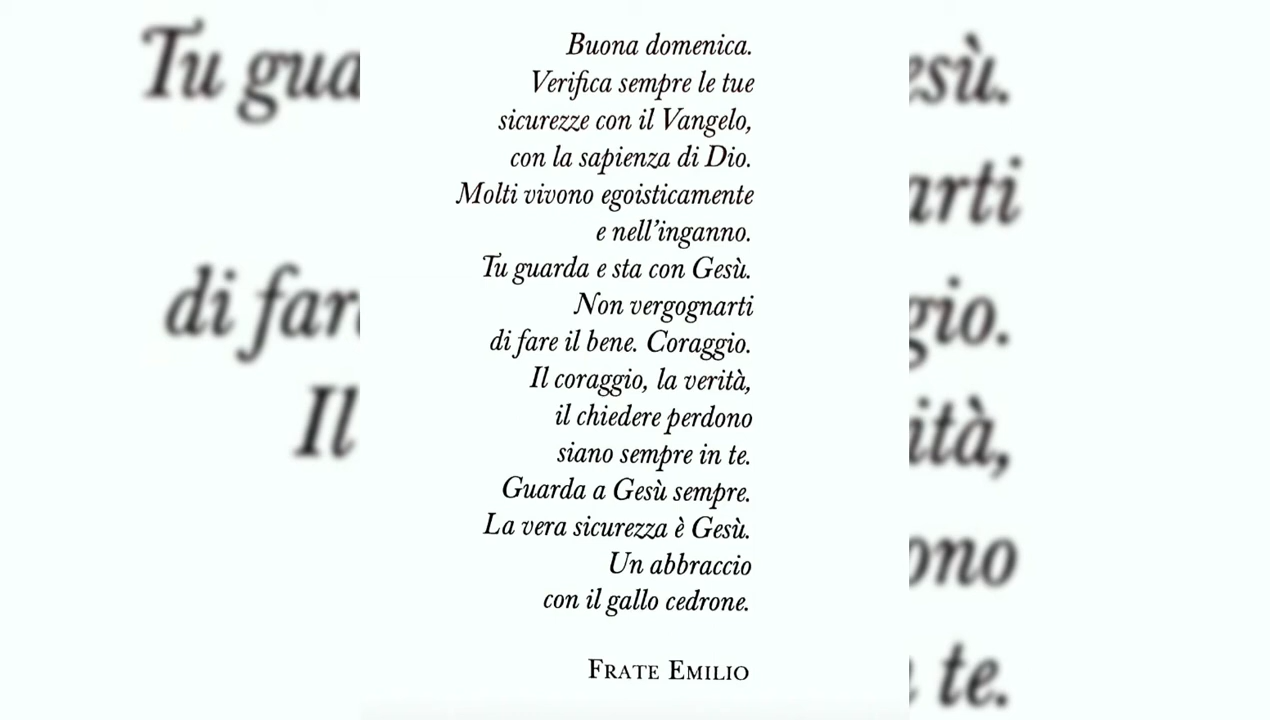 Buona domenica.
Verifica sempre le tue
sicurezze con il Vangelo,
con la sapienza di Dio.
Molti vivono egoisticamente
e nell'inganno.
Tu guarda e sta con Gesù.
Non vergognarti
di fare il bene. Coraggio.
Il coraggio, la verità,
il chiedere perdono
siano sempre in te.
Guarda a Gesù sempre.
La vera sicurezza è Gesù.
Un abbraccio
con il gallo cedrone.
FRATE EMILIO